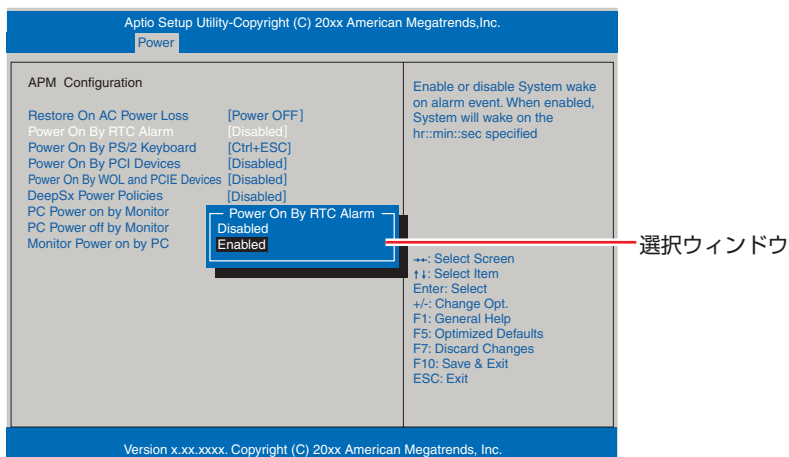 Aptio Setup Utility-Copyright (C) 20xx American Megatrends,Inc.
Power
APM Configuration
Restore On AC Power Loss [Power OFF]
Power On By RTC Alarm [Disabled]
Power On By PS/2 Keyboard [Ctrl+ESC]
Power On By PCI Devices [Disabled]
Power On By WOL and PCIE Devices [Disabled]
DeepSx Power Policies [Disabled]
PC Power on by Monitor
PC Power off by Monitor
Monitor Power on by PC
Power On By RTC Alarm
Disabled
Enabled
選択ウィンドウ
Enable or disable System wake
on alarm event. When enabled,
System will wake on the
hr::min::sec specified
→←: Select Screen
↑↓: Select Item
Enter: Select
+/-: Change Opt.
F1: General Help
F5: Optimized Defaults
F7: Discard Changes
F10: Save & Exit
ESC: Exit
Version x.xx.xxxx. Copyright (C) 20xx American Megatrends, Inc.